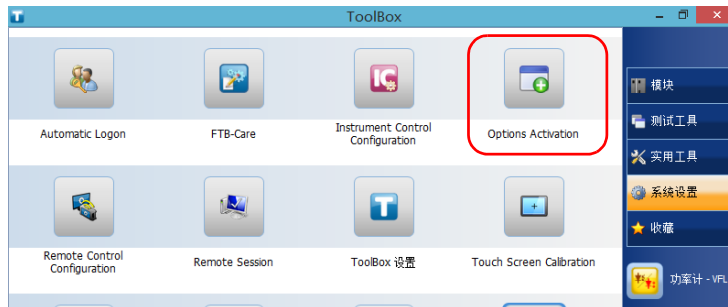 ToolBox
Automatic Logon
FTB-Care
Instrument Control
Configuration
Options Activation
Remote Control
Configuration
Remote Session
ToolBox 设置
Touch Screen Calibration
模块
测试工具
实用工具
系统设置
收藏
功率计 - VFL